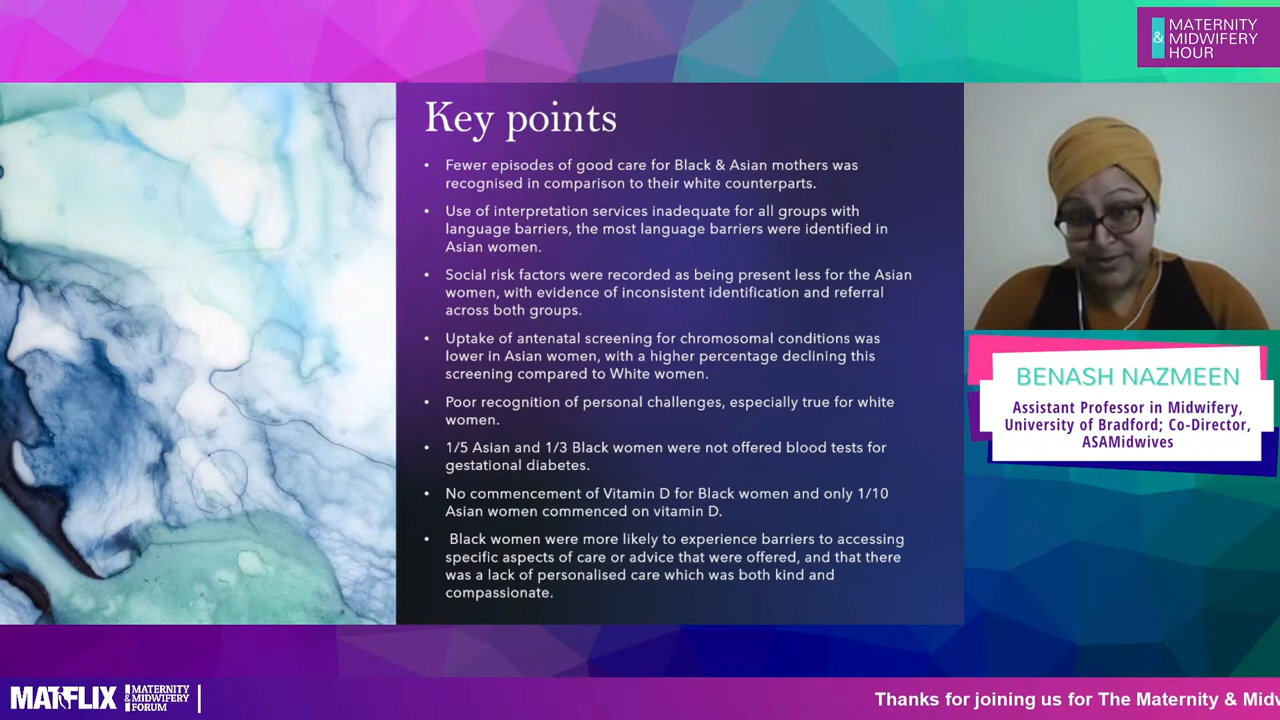 & MATERNITY
MIDWIFERY
HOUR
Key points
• Fewer episodes of good care for Black & Asian mothers was
recognised in comparison to their white counterparts.
• Use of interpretation services inadequate for all groups with
language barriers, the most language barriers were identified in
Asian women.
• Social risk factors were recorded as being present less for the Asian
women, with evidence of inconsistent identification and referral
across both groups.
• Uptake of antenatal screening for chromosomal conditions was
lower in Asian women, with a higher percentage declining this
screening compared to White women.
• Poor recognition of personal challenges, especially true for white
women.
• 1/5 Asian and 1/3 Black women were not offered blood tests for
gestational diabetes.
• No commencement of Vitamin D for Black women and only 1/10
Asian women commenced on vitamin D.
• Black women were more likely to experience barriers to accessing
specific aspects of care or advice that were offered, and that there
was a lack of personalised care which was both kind and
compassionate.
BENASH NAZMEEN
Assistant Professor in Midwifery,
University of Bradford; Co-Director,
ASAMidwives
MATFLIX
MATERNITY
& MIDWIFERY
FORUM
Thanks for joining us for The Maternity & Midw